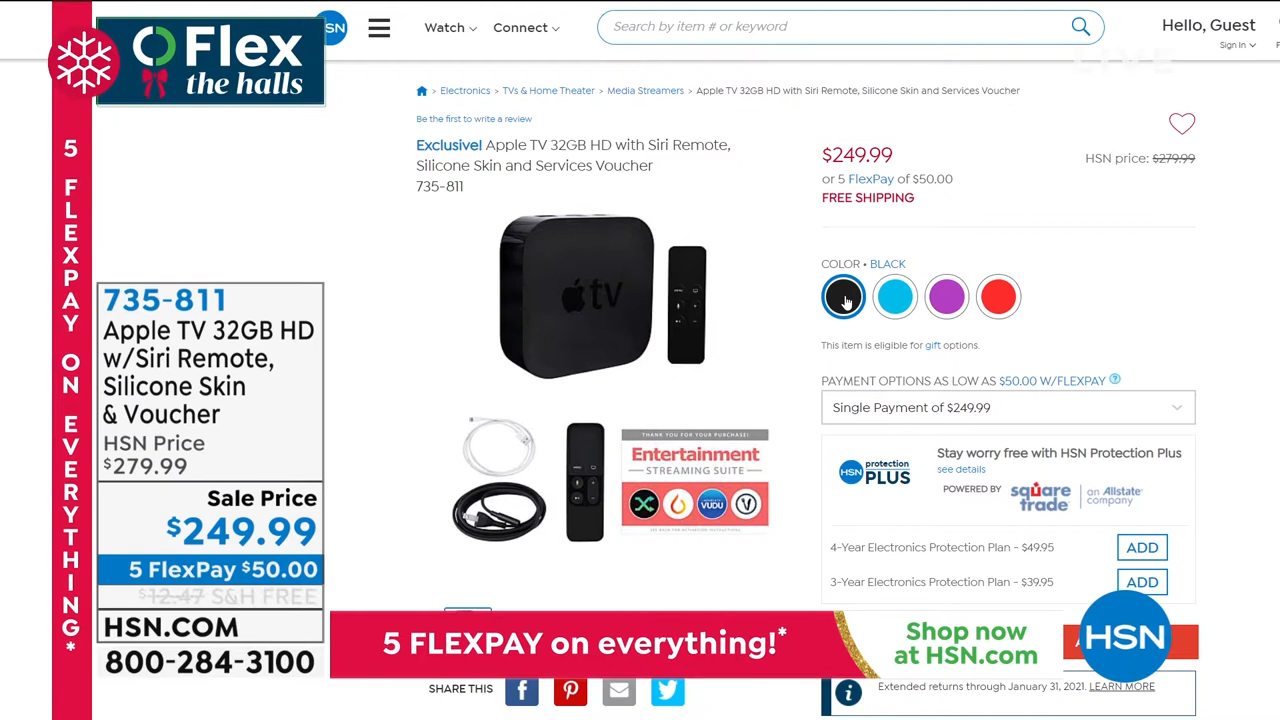 Flex
the halls
5 FLEXPAY ON EVERYTHING!*
735-811
Apple TV 32GB HD
w/Siri Remote,
Silicone Skin
& Voucher
HSN Price
$279.99
Sale Price
$249.99
5 FlexPay $50.00
$12.47 S&H FREE
HSN.COM
800-284-3100
SN
Watch
Connect
Search by item # or keyword
Hello, Guest
Sign In
LIVE
Electronics > TVs & Home Theater > Media Streamers > Apple TV 32GB HD with Siri Remote, Silicone Skin and Services Voucher
Be the first to write a review
Exclusive! Apple TV 32GB HD with Siri Remote,
Silicone Skin and Services Voucher
735-811
tv
MENU
THANK YOU FOR YOUR PURCHASE!
Entertainment
STREAMING SUITE
VUDU
V
$249.99
HSN price: $279.99
or 5 FlexPay of $50.00
FREE SHIPPING
COLOR • BLACK
This item is eligible for gift options.
PAYMENT OPTIONS AS LOW AS $50.00 W/FLEXPAY ?
Single Payment of $249.99
HSN protection PLUS
Stay worry free with HSN Protection Plus
see details
POWERED BY
square trade
an Allstate company
4-Year Electronics Protection Plan - $49.95
ADD
3-Year Electronics Protection Plan - $39.95
ADD
5 FLEXPAY on everything!*
Shop now
at HSN.com
HSN
SHARE THIS
Extended returns through January 31, 2021. LEARN MORE